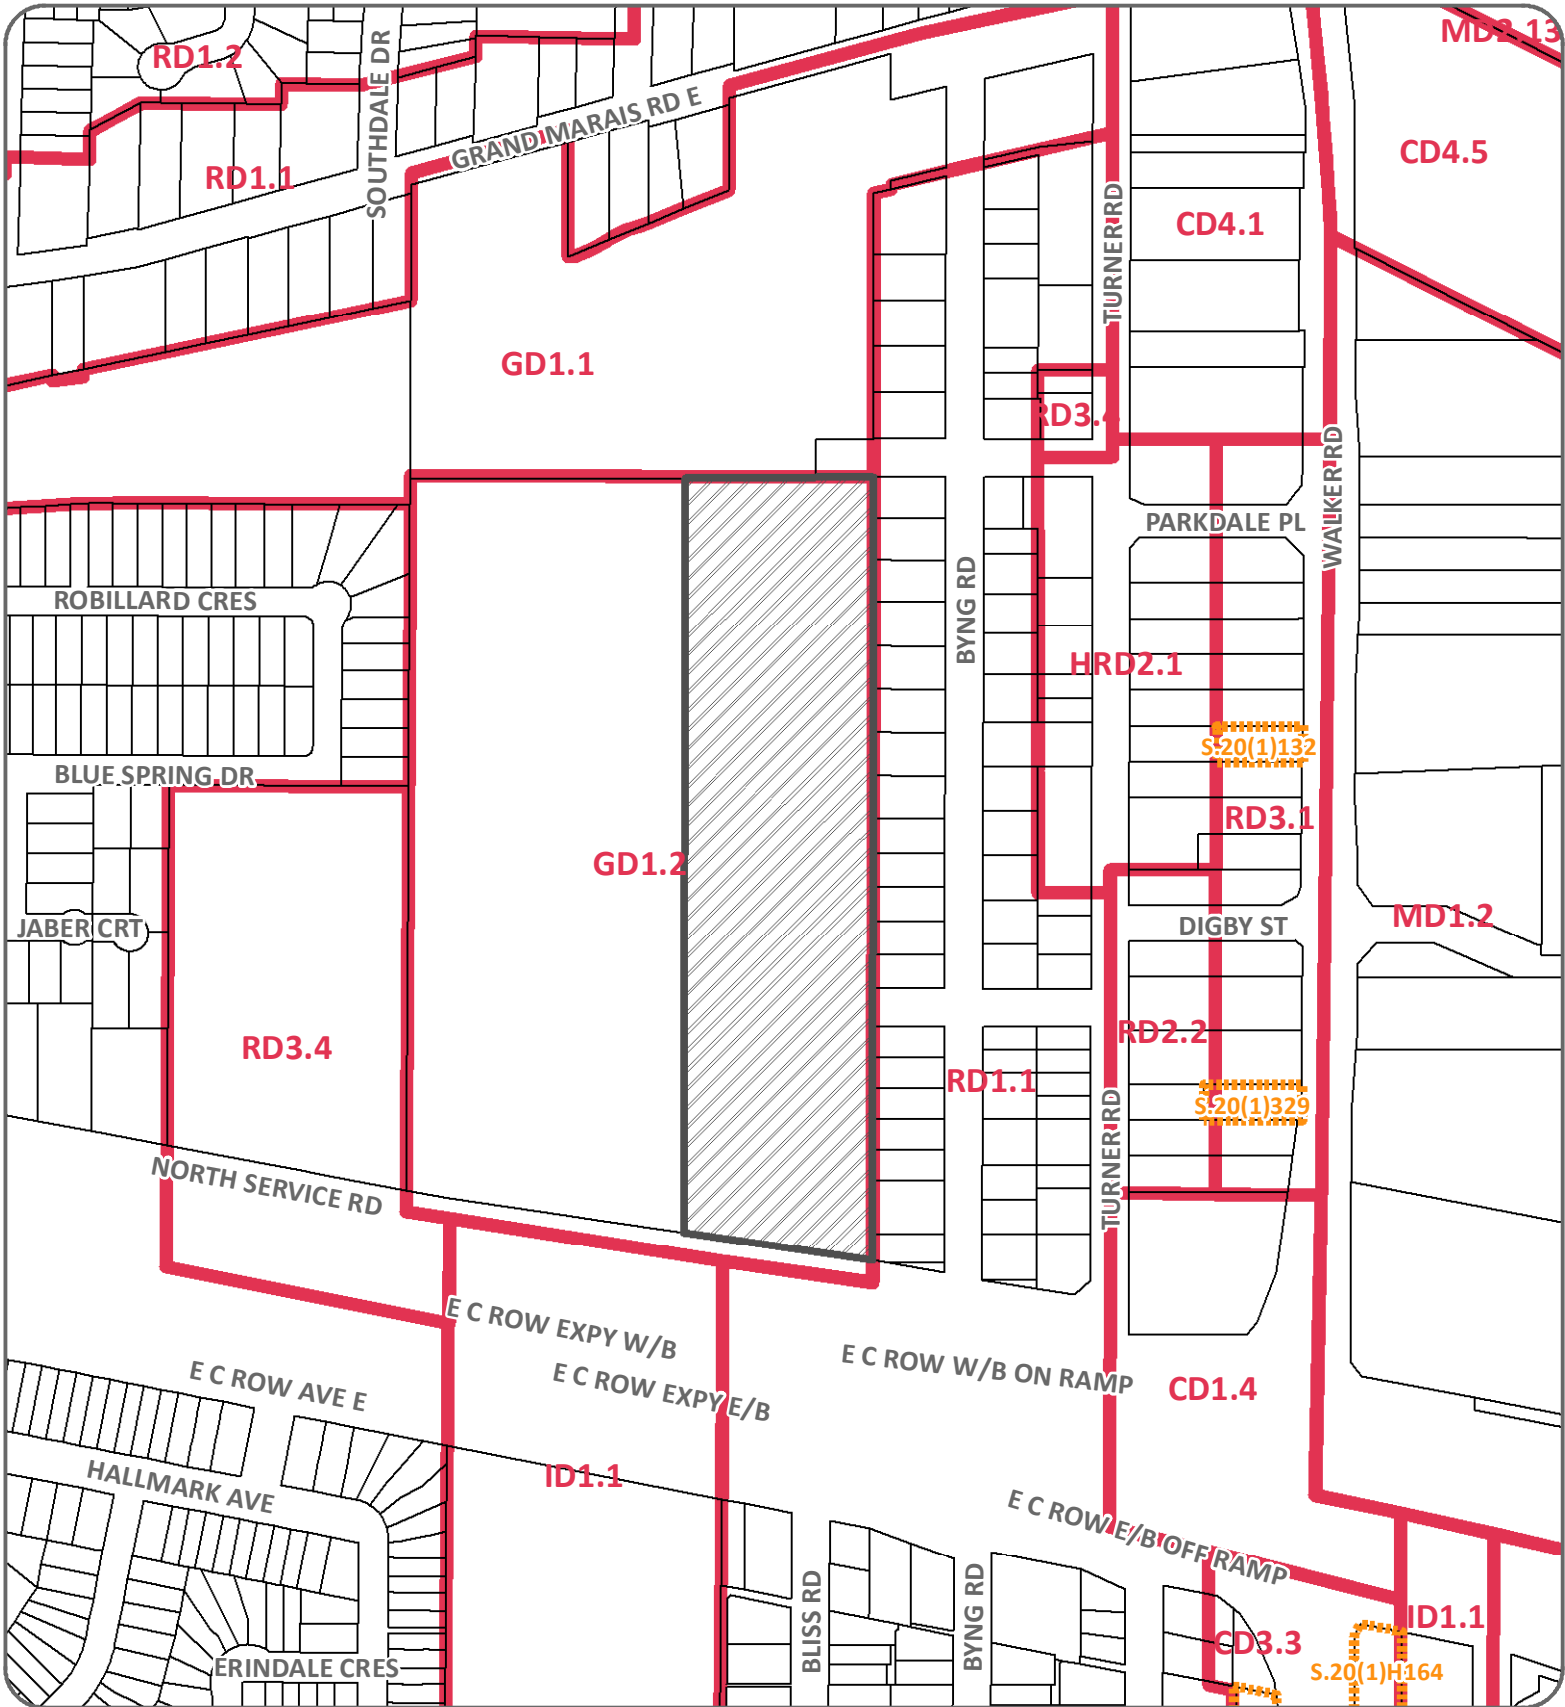 MD2.13
RD1.2
SOUTHDALE DR
GRAND MARAIS RD E
CD4.5
RD1.1
TURNER RD
CD4.1
GD1.1
RD3.4
WALKER RD
PARKDALE PL
ROBILLARD CRES
BYNG RD
HRD2.1
S.20(1)132
BLUE SPRING DR
RD3.1
GD1.2
MD1.2
JABER CRT
DIGBY ST
RD3.4
RD2.2
RD1.1
S.20(1)329
TURNER RD
NORTH SERVICE RD
E C ROW EXPY W/B
E C ROW W/B ON RAMP
E C ROW AVE E
E C ROW EXPY E/B
CD1.4
HALLMARK AVE
ID1.1
E C ROW E/B OFF RAMP
BLISS RD
BYNG RD
ID1.1
CD3.3
ERINDALE CRES
S.20(1)H164